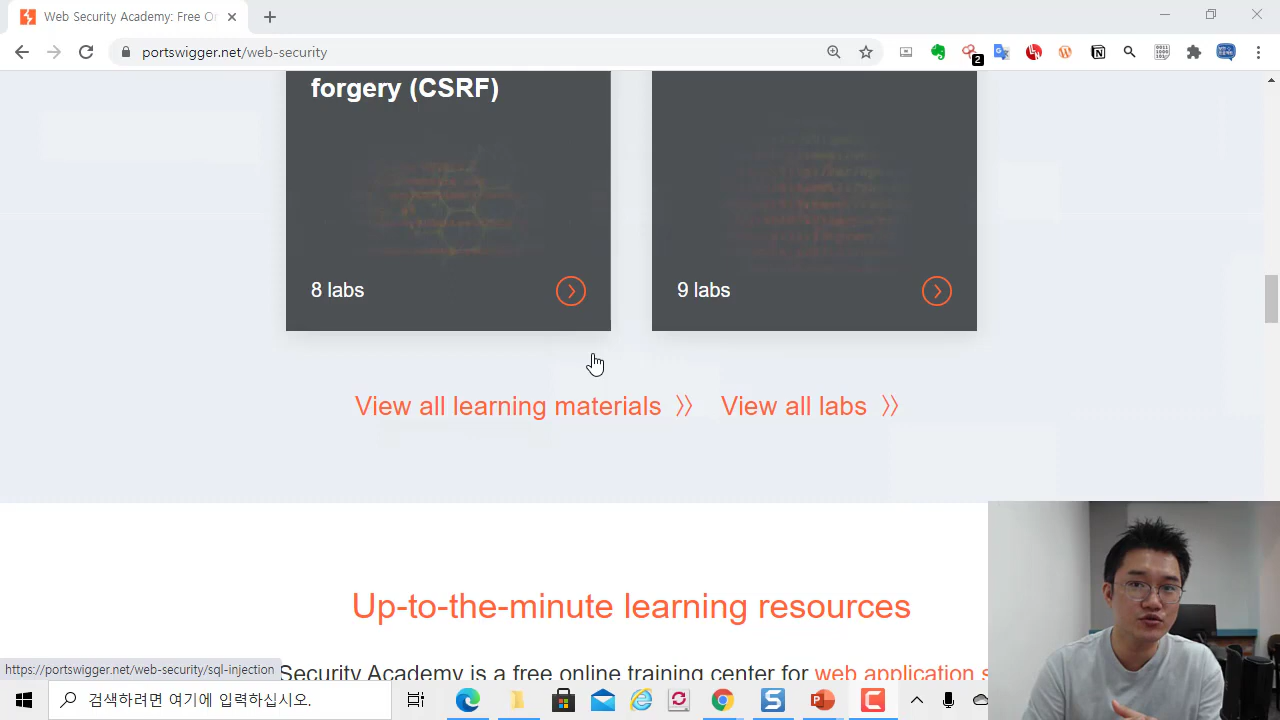 Web Security Academy: Free Or
portswigger.net/web-security
2
forgery (CSRF)
8 labs
9 labs
View all learning materials
View all labs
Up-to-the-minute learning resources
Security Academy is a free online training center for web application s
https://portswigger.net/web-security/sql-injection
검색하려면 여기에 입력하십시오.